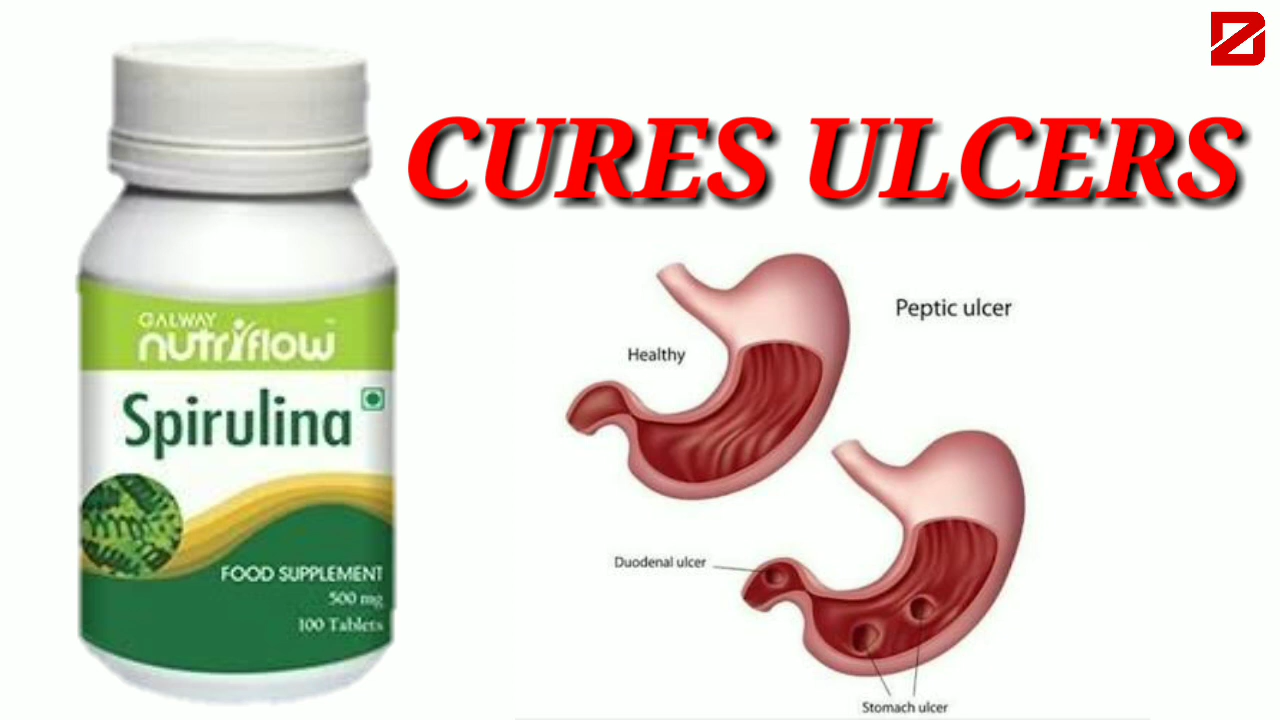 CURES ULCERS
GALWAY
nutriflow
Spirulina
FOOD SUPPLEMENT
500 mg
100 Tablets
Peptic ulcer
Healthy
Duodenal ulcer
Stomach ulcer